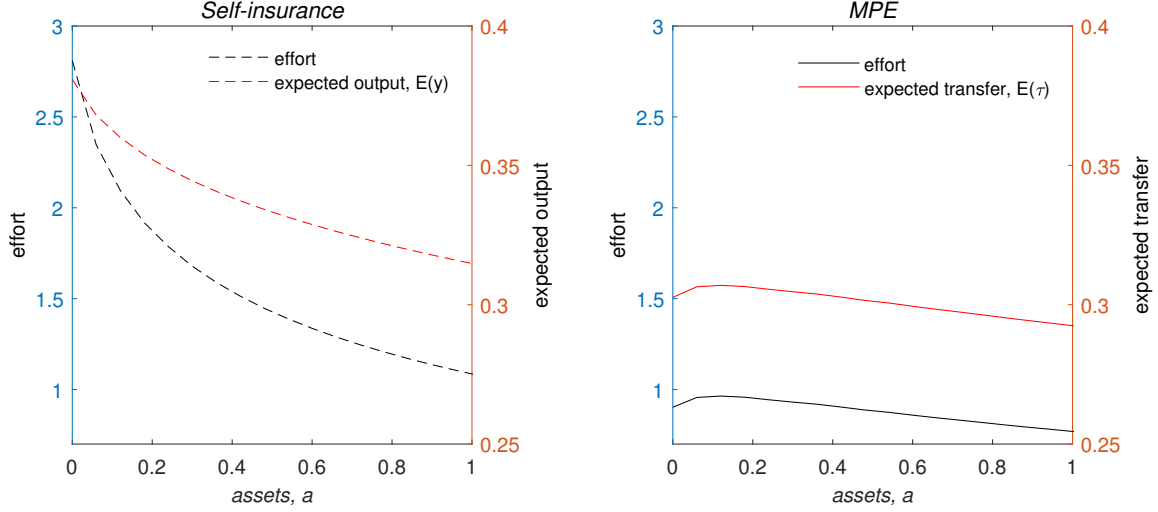 Self-insurance
3
2.5
2
1.5
1
effort
0.4
0.35
0.3
0.25
expected output
effort
expected output, E(y)
0
0.2
0.4
0.6
0.8
1
assets, a
MPE
3
2.5
2
1.5
1
effort
0.4
0.35
0.3
0.25
expected transfer
effort
expected transfer, E(τ)
0
0.2
0.4
0.6
0.8
1
assets, a